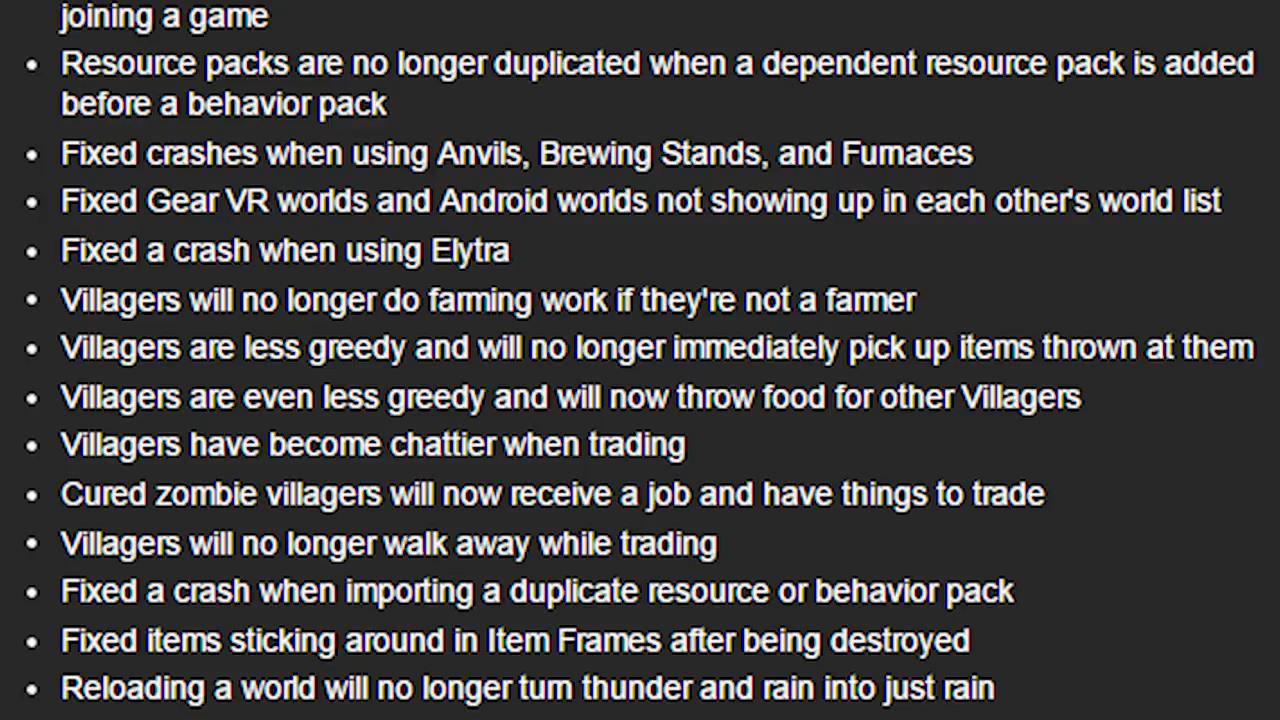 joining a game
• Resource packs are no longer duplicated when a dependent resource pack is added
before a behavior pack
• Fixed crashes when using Anvils, Brewing Stands, and Furnaces
• Fixed Gear VR worlds and Android worlds not showing up in each other's world list
• Fixed a crash when using Elytra
• Villagers will no longer do farming work if they're not a farmer
• Villagers are less greedy and will no longer immediately pick up items thrown at them
• Villagers are even less greedy and will now throw food for other Villagers
• Villagers have become chattier when trading
• Cured zombie villagers will now receive a job and have things to trade
• Villagers will no longer walk away while trading
• Fixed a crash when importing a duplicate resource or behavior pack
• Fixed items sticking around in Item Frames after being destroyed
• Reloading a world will no longer turn thunder and rain into just rain